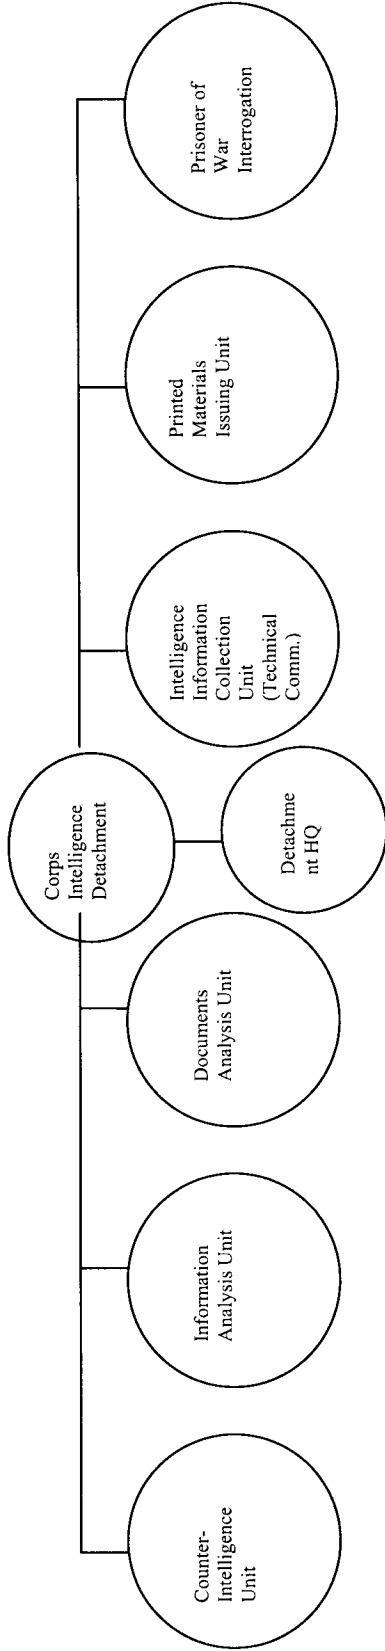 Corps
Intelligence
Detachment
Counter-
Intelligence
Unit
Information
Analysis Unit
Documents
Analysis Unit
Detachme
nt HQ
Intelligence
Information
Collection
Unit
(Technical
Comm.)
Printed
Materials
Issuing Unit
Prisoner of
War
Interrogation